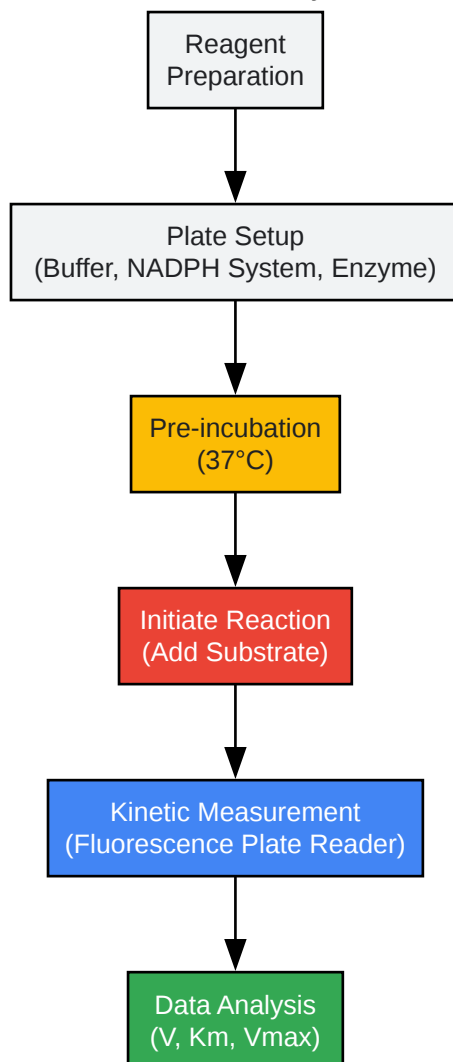 Reagent
Preparation
Plate Setup
(Buffer, NADPH System, Enzyme)
Pre-incubation
(37°C)
Initiate Reaction
(Add Substrate)
Kinetic Measurement
(Fluorescence Plate Reader)
Data Analysis
(V, Km, Vmax)